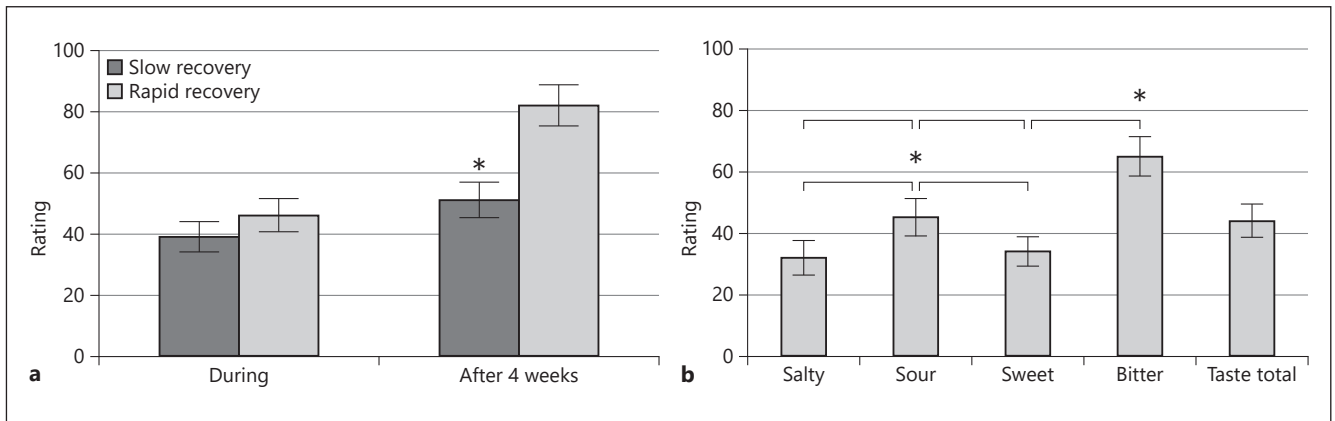 100
80
60
40
20
0
Rating
Slow recovery
Rapid recovery
*
During
After 4 weeks
a
100
80
60
40
20
0
Rating
*
*
Salty
Sour
Sweet
Bitter
Taste total
b